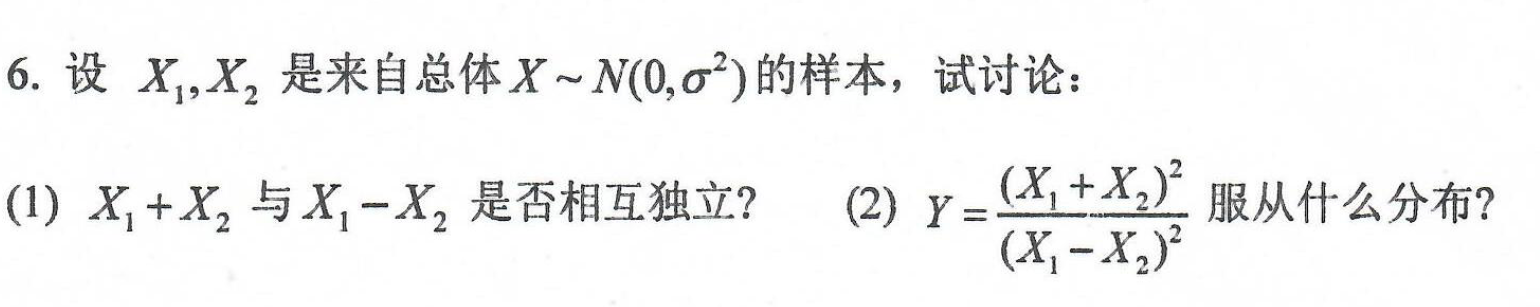 6. 设 X₁,X₂ 是来自总体 X ~ N(0,σ²)的样本，试讨论：
(1) X₁+X₂ 与 X₁−X₂ 是否相互独立? (2) Y=(X₁+X₂)²/(X₁−X₂)² 服从什么分布?